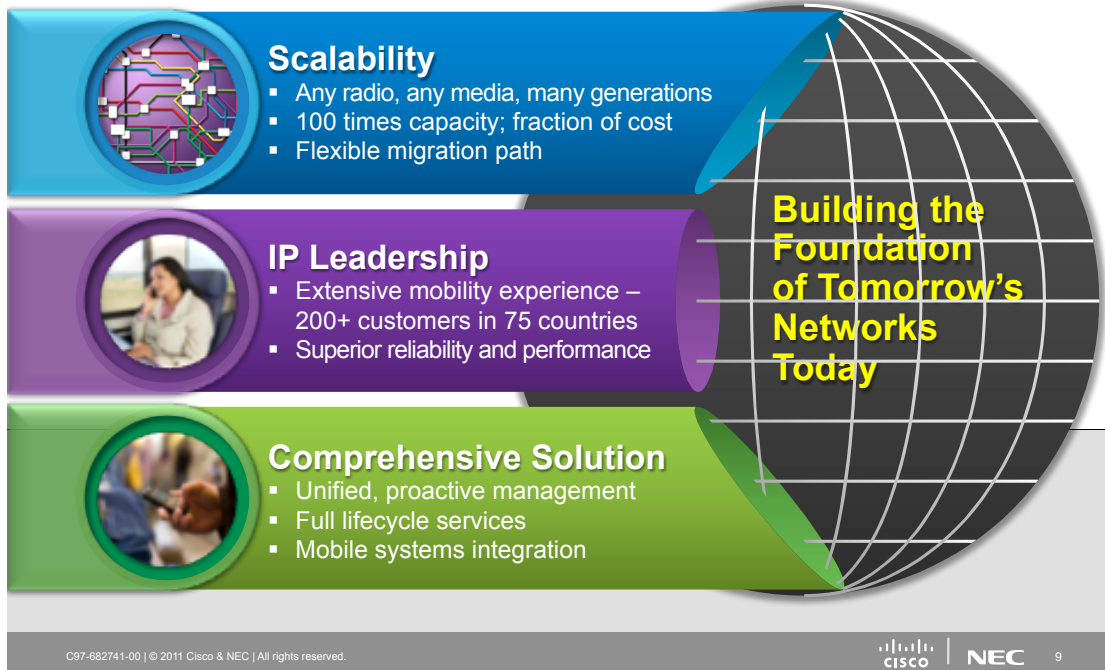 Scalability
▪ Any radio, any media, many generations
▪ 100 times capacity; fraction of cost
▪ Flexible migration path
IP Leadership
▪ Extensive mobility experience –
200+ customers in 75 countries
▪ Superior reliability and performance
Comprehensive Solution
▪ Unified, proactive management
▪ Full lifecycle services
▪ Mobile systems integration
Building the
Foundation
of Tomorrow's
Networks
Today
C97-682741-00 | © 2011 Cisco & NEC | All rights reserved.
CISCO
NEC
9